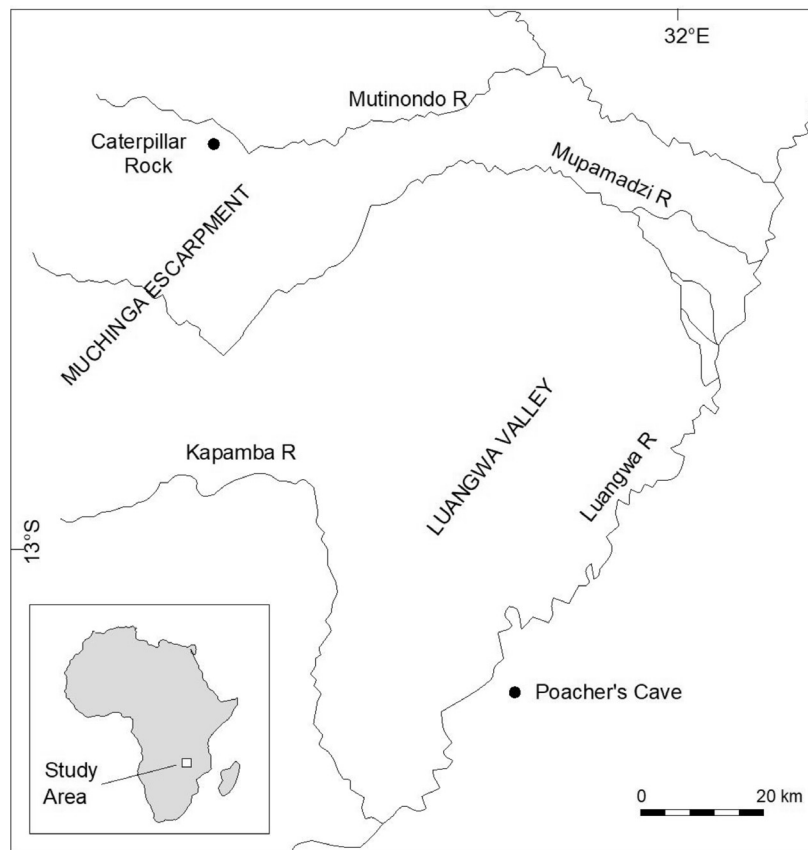 32°E
Mutinondo R
Caterpillar
Rock
Mupamadzi R
MUCHINGA ESCARPMENT
Kapamba R
LUANGWA VALLEY
Luangwa R
13°S
Poacher's Cave
Study
Area
0 20 km